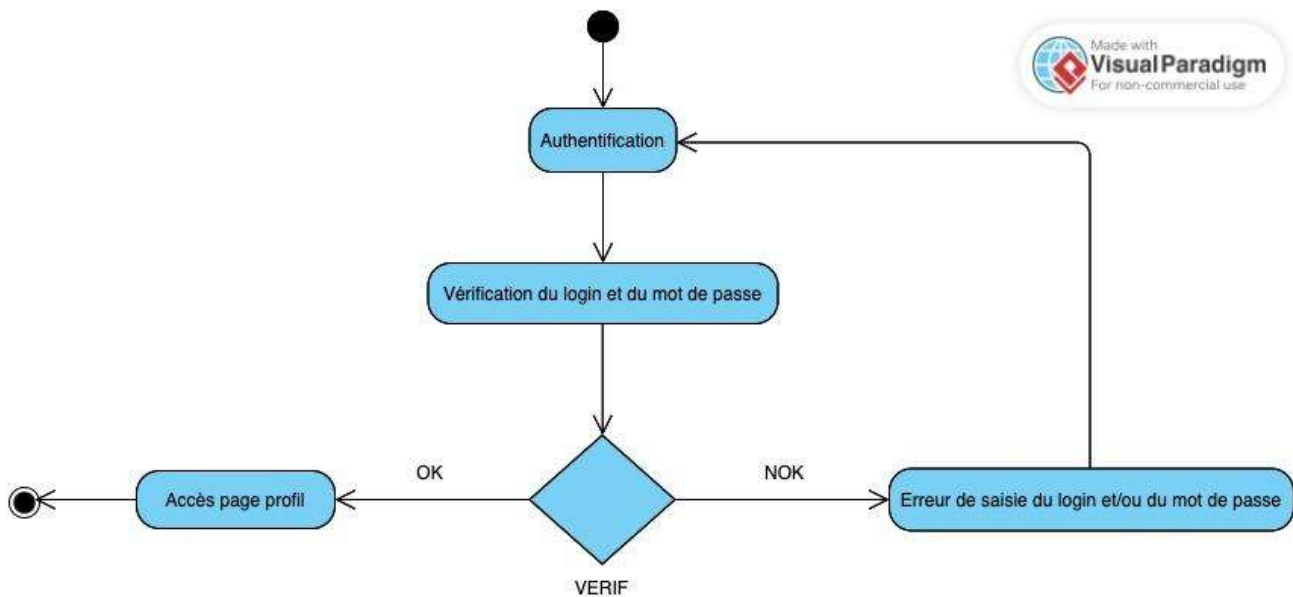 Made with
Visual Paradigm
For non-commercial use
Authentification
Vérification du login et du mot de passe
OK
NOK
Accès page profil
Erreur de saisie du login et/ou du mot de passe
VERIF